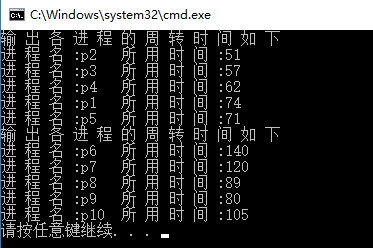 C:\Windows\system32\cmd.exe
输出各进程的周转时间如下
进程名:p2 所用时间:51
进程名:p3 所用时间:57
进程名:p4 所用时间:62
进程名:p1 所用时间:74
进程名:p5 所用时间:71
输出各进程的周转时间如下
进程名:p6 所用时间:140
进程名:p7 所用时间:120
进程名:p8 所用时间:89
进程名:p9 所用时间:80
进程名:p10 所用时间:105
请按任意键继续. . .